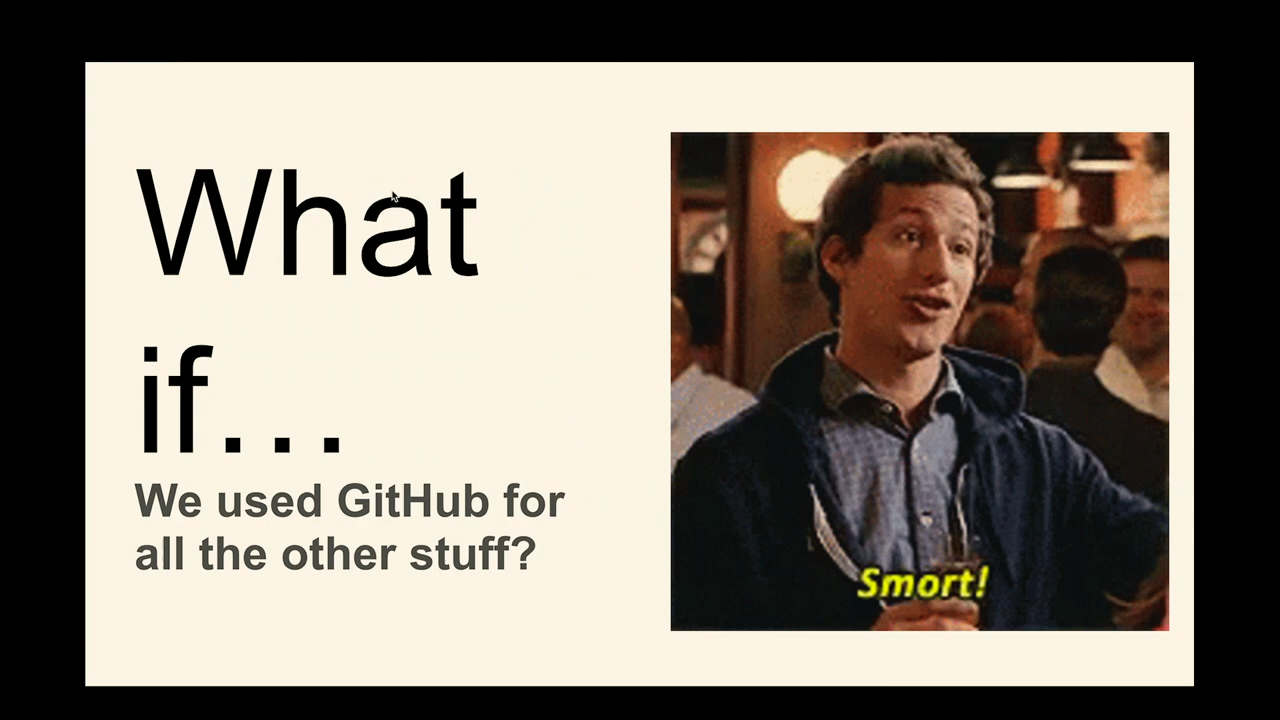 What
if…
We used GitHub for
all the other stuff?
Smort!